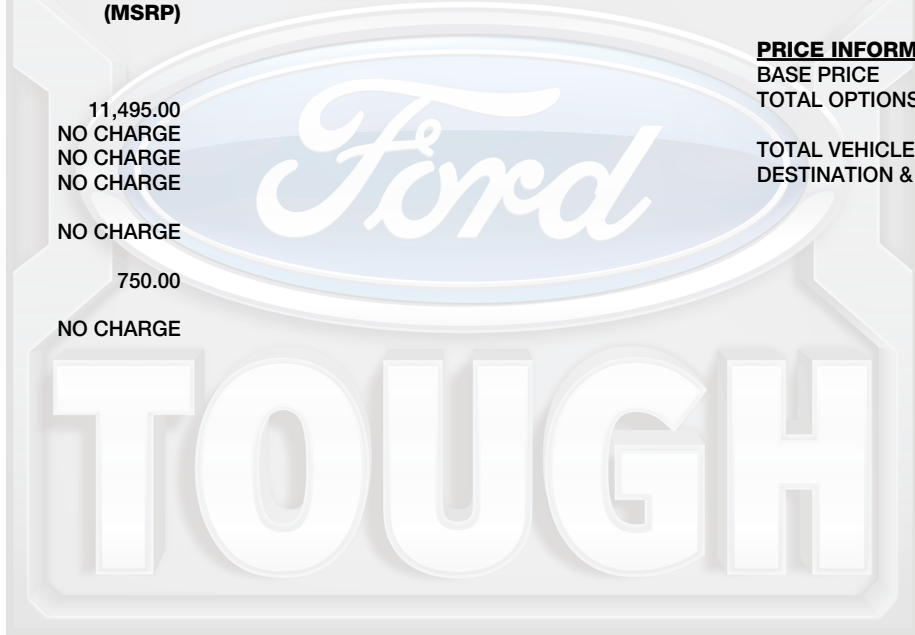 (MSRP)
11,495.00
NO CHARGE
NO CHARGE
NO CHARGE
NO CHARGE
750.00
NO CHARGE
PRICE INFORM
BASE PRICE
TOTAL OPTIONS
TOTAL VEHICLE
DESTINATION &
Ford
TOUGH